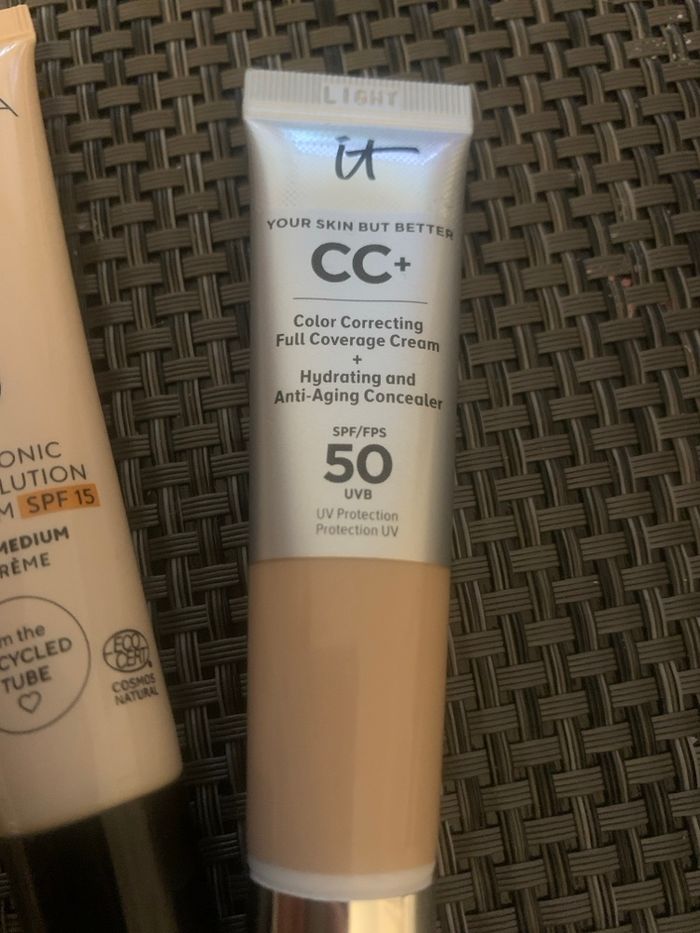 A
ONIC
LUTION
M SPF 15
MEDIUM
RÈME
m the
CYCLED
TUBE
ECO
CERT.
COSMOS
NATURAL
LIGHT
it
YOUR SKIN BUT BETTER
CC+
Color Correcting
Full Coverage Cream
+
Hydrating and
Anti-Aging Concealer
SPF/FPS
50
UVB
UV Protection
Protection UV